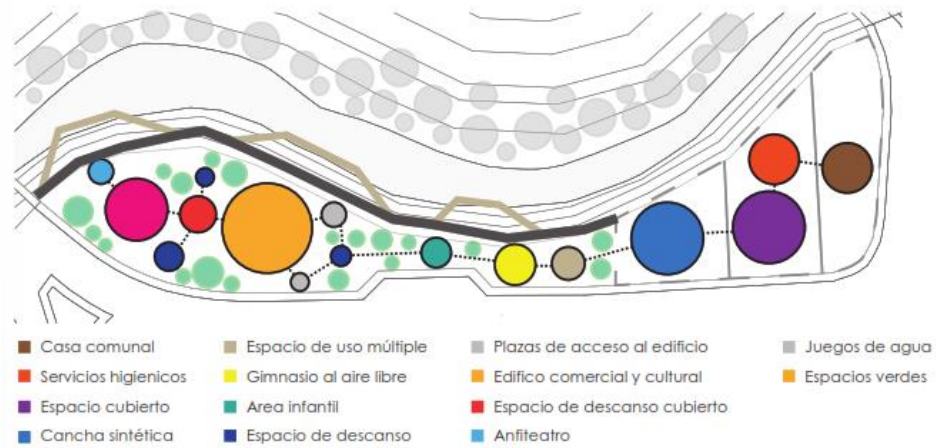 Casa comunal
Espacio de uso múltiple
Plazas de acceso al edificio
Juegos de agua
Servicios higienicos
Gimnasio al aire libre
Edifico comercial y cultural
Espacios verdes
Espacio cubierto
Area infantil
Espacio de descanso cubierto
Cancha sintética
Espacio de descanso
Anfiteatro